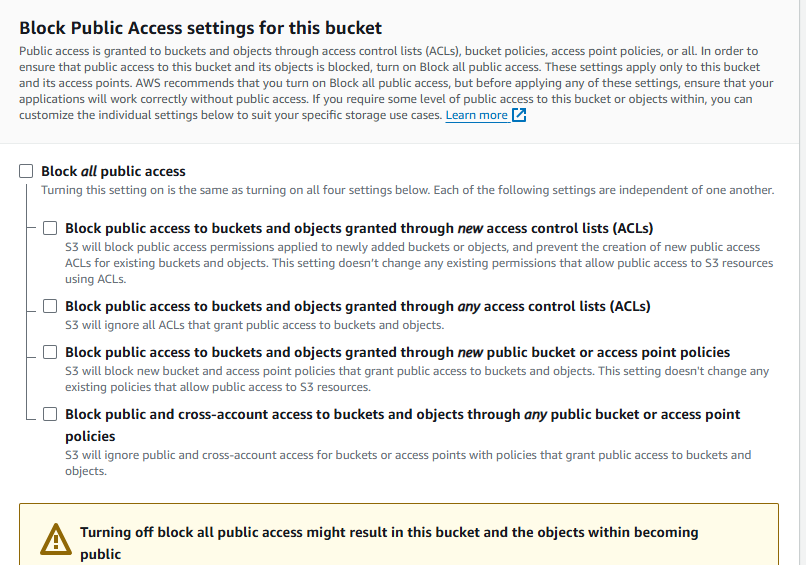 Block Public Access settings for this bucket
Public access is granted to buckets and objects through access control lists (ACLs), bucket policies, access point policies, or all. In order to
ensure that public access to this bucket and its objects is blocked, turn on Block all public access. These settings apply only to this bucket
and its access points. AWS recommends that you turn on Block all public access, but before applying any of these settings, ensure that your
applications will work correctly without public access. If you require some level of public access to this bucket or objects within, you can
customize the individual settings below to suit your specific storage use cases. Learn more
Block all public access
Turning this setting on is the same as turning on all four settings below. Each of the following settings are independent of one another.
Block public access to buckets and objects granted through new access control lists (ACLs)
S3 will block public access permissions applied to newly added buckets or objects, and prevent the creation of new public access
ACLs for existing buckets and objects. This setting doesn't change any existing permissions that allow public access to S3 resources
using ACLs.
Block public access to buckets and objects granted through any access control lists (ACLs)
S3 will ignore all ACLs that grant public access to buckets and objects.
Block public access to buckets and objects granted through new public bucket or access point policies
S3 will block new bucket and access point policies that grant public access to buckets and objects. This setting doesn't change any
existing policies that allow public access to S3 resources.
Block public and cross-account access to buckets and objects through any public bucket or access point
policies
S3 will ignore public and cross-account access for buckets or access points with policies that grant public access to buckets and
objects.
Turning off block all public access might result in this bucket and the objects within becoming
public